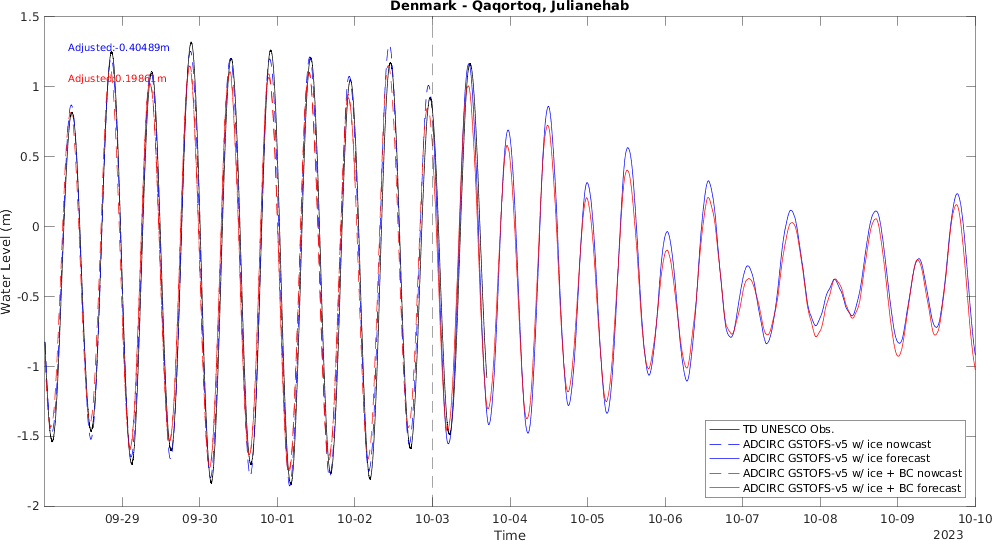 Denmark - Qaqortoq, Julianehab
Adjusted:-0.40489m
Water Level (m)
1.5
1
0.5
0
-0.5
-1
-1.5
-2
TD UNESCO Obs.
ADCIRC GSTOFS-v5 w/ ice nowcast
ADCIRC GSTOFS-v5 w/ ice forecast
ADCIRC GSTOFS-v5 w/ ice + BC nowcast
ADCIRC GSTOFS-v5 w/ ice + BC forecast
09-29 09-30 10-01 10-02 10-03 10-04 10-05 10-06 10-07 10-08 10-09 10-10
Time
2023